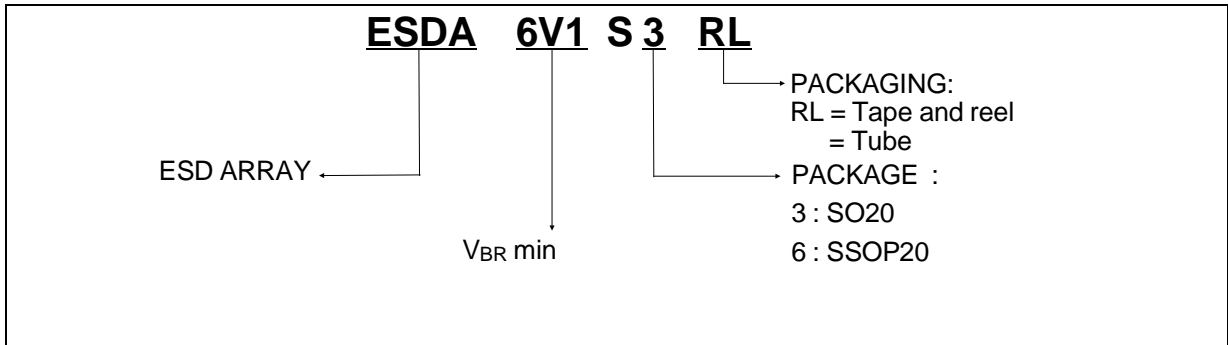 ESDA 6V1 S 3 RL
PACKAGING:
RL = Tape and reel
= Tube
ESD ARRAY
PACKAGE :
3 : SO20
VBR min
6 : SSOP20